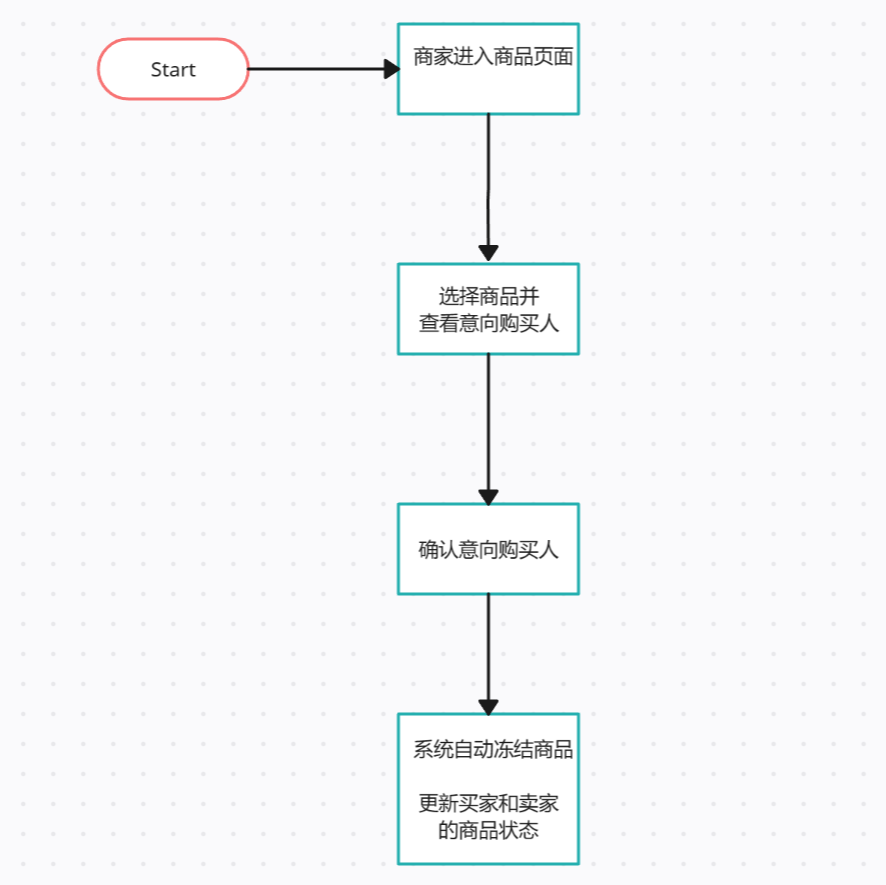 Start
商家进入商品页面
选择商品并
查看意向购买人
确认意向购买人
系统自动冻结商品
更新买家和卖家
的商品状态